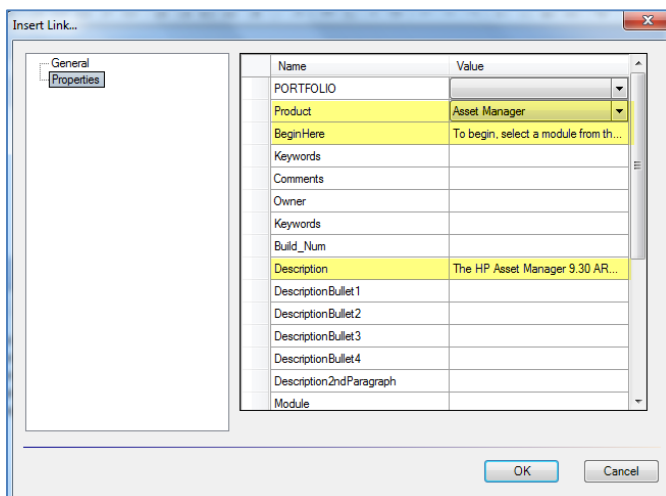 Insert Link...
General
Properties
Name Value
PORTFOLIO
Product Asset Manager
BeginHere To begin, select a module from th...
Keywords
Comments
Owner
Keywords
Build_Num
Description The HP Asset Manager 9.30 AR...
DescriptionBullet1
DescriptionBullet2
DescriptionBullet3
DescriptionBullet4
Description2ndParagraph
Module
OK Cancel